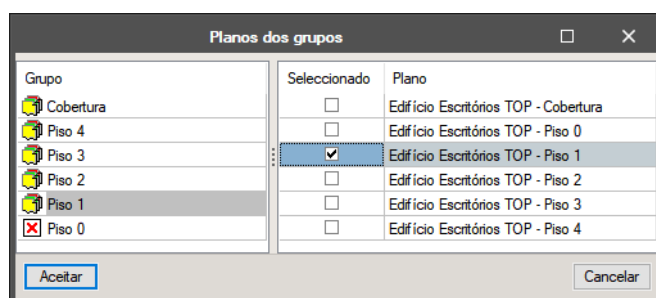 Planos dos grupos
Grupo
Cobertura
Piso 4
Piso 3
Piso 2
Piso 1
Piso 0
Seleccionado Plano
Edifício Escritórios TOP - Cobertura
Edifício Escritórios TOP - Piso 0
Edifício Escritórios TOP - Piso 1
Edifício Escritórios TOP - Piso 2
Edifício Escritórios TOP - Piso 3
Edifício Escritórios TOP - Piso 4
Aceitar Cancelar